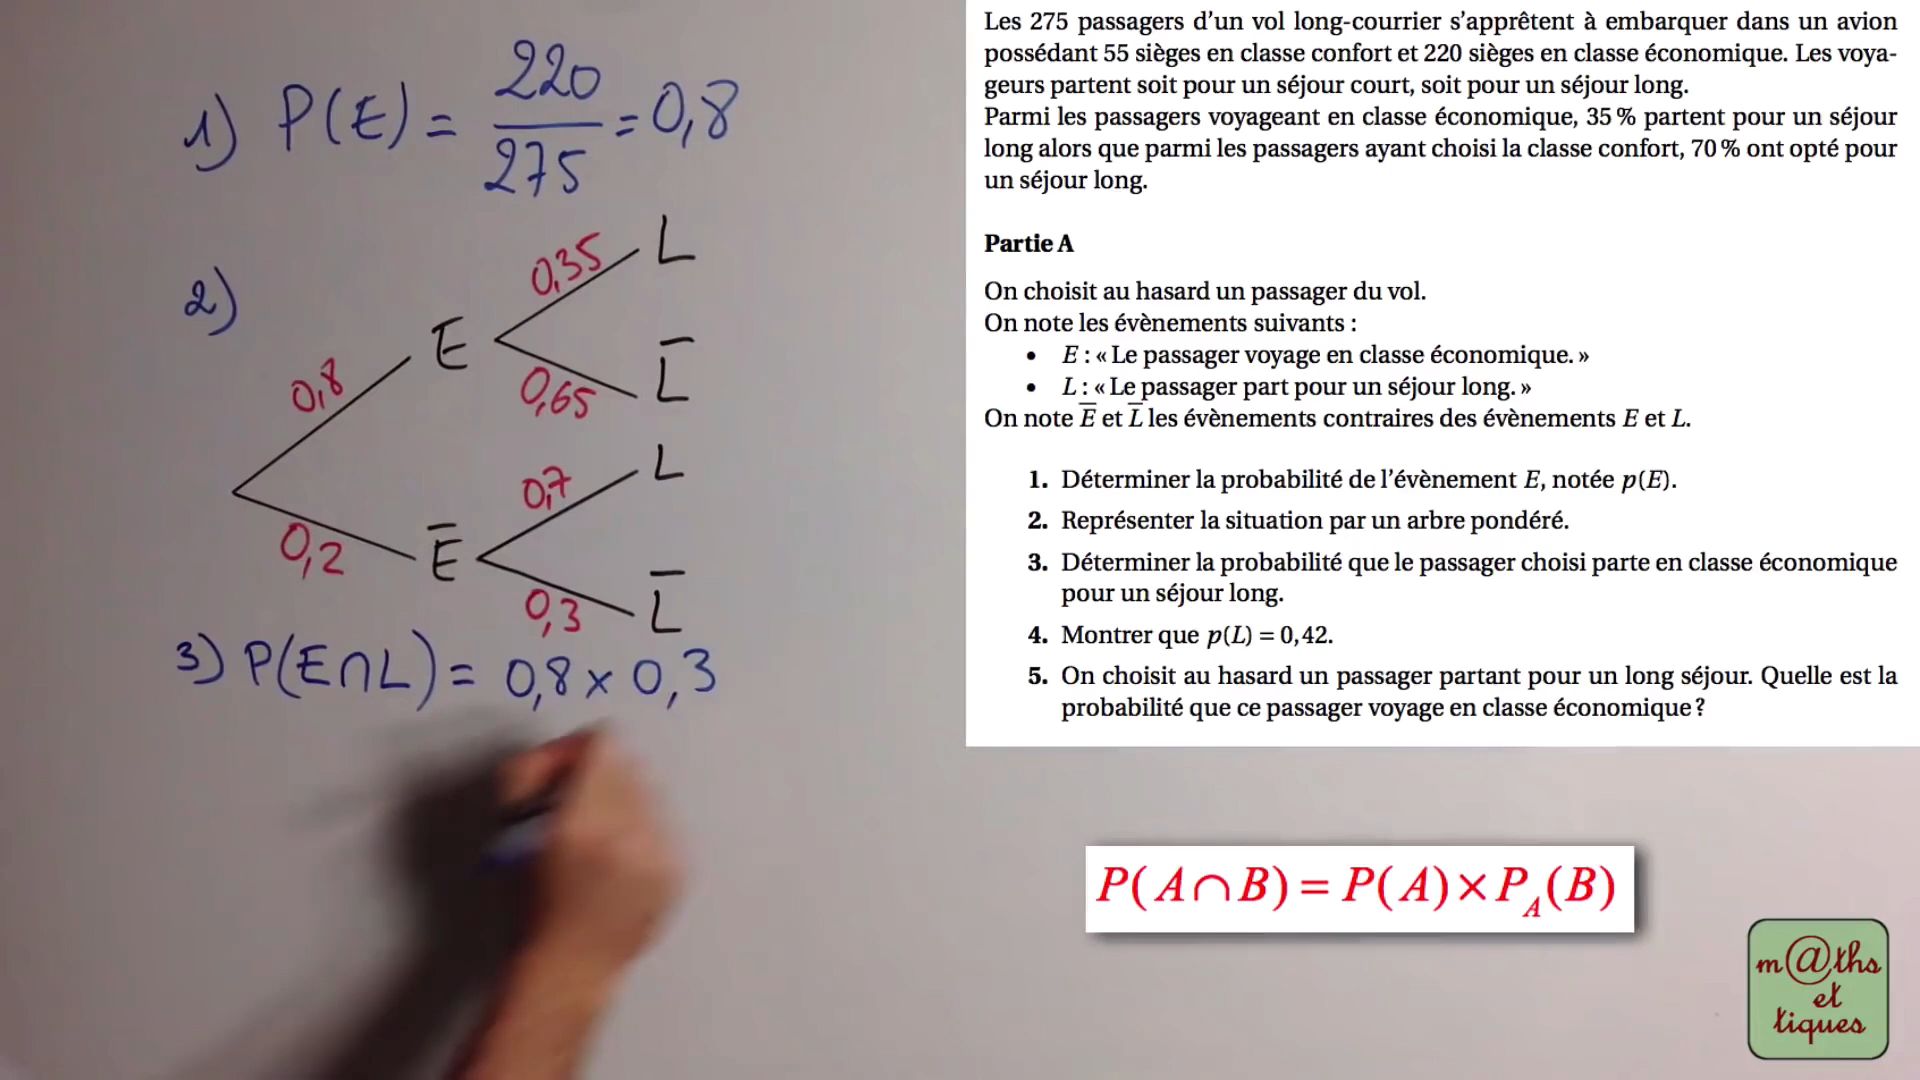 1) P(E) = 220/275 = 0,8
2)
0,8 E 0,35 L
0,65 L̅
0,2 E̅ 0,7 L
0,3 L̅
3) P(E∩L) = 0,8 × 0,3
Les 275 passagers d’un vol long-courrier s’apprêtent à embarquer dans un avion
possédant 55 sièges en classe confort et 220 sièges en classe économique. Les voya-
geurs partent soit pour un séjour court, soit pour un séjour long.
Parmi les passagers voyageant en classe économique, 35 % partent pour un séjour
long alors que parmi les passagers ayant choisi la classe confort, 70 % ont opté pour
un séjour long.
Partie A
On choisit au hasard un passager du vol.
On note les évènements suivants :
• E : « Le passager voyage en classe économique. »
• L : « Le passager part pour un séjour long. »
On note E̅ et L̅ les évènements contraires des évènements E et L.
1. Déterminer la probabilité de l’évènement E, notée p(E).
2. Représenter la situation par un arbre pondéré.
3. Déterminer la probabilité que le passager choisi parte en classe économique
pour un séjour long.
4. Montrer que p(L) = 0,42.
5. On choisit au hasard un passager partant pour un long séjour. Quelle est la
probabilité que ce passager voyage en classe économique ?
P(A∩B) = P(A)×P_A(B)
m@ths
et
tiques